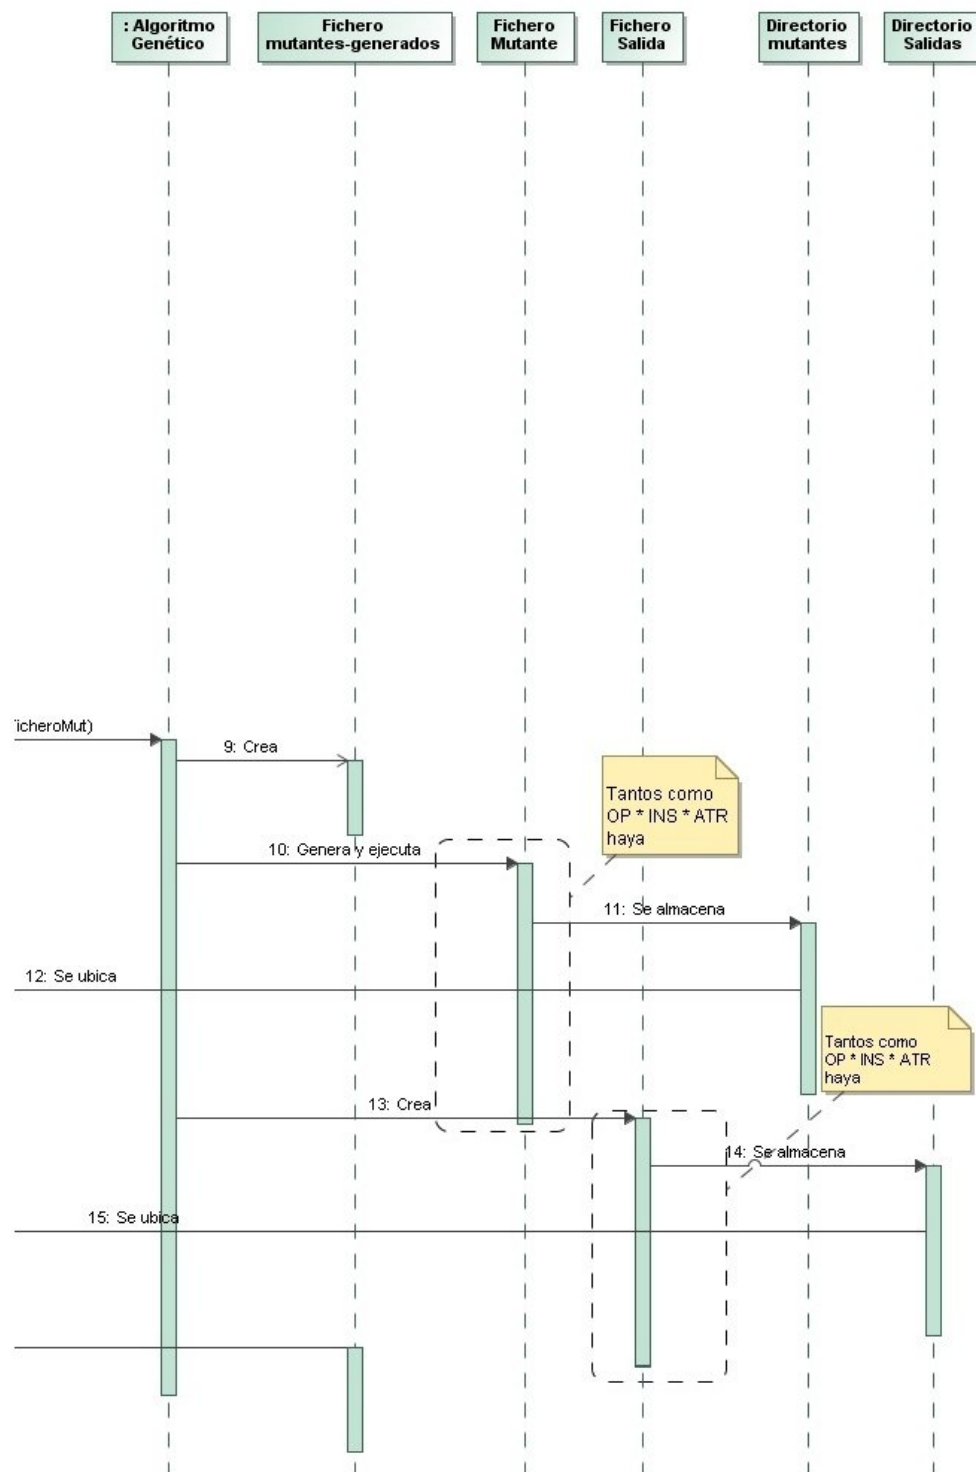 : Algoritmo
Genético
Fichero
mutantes-generados
Fichero
Mutante
Fichero
Salida
Directorio
mutantes
Directorio
Salidas
icheroMut)
9: Crea
Tantos como
OP * INS * ATR
haya
10: Genera y ejecuta
11: Se almacena
12: Se ubica
Tantos como
OP * INS * ATR
haya
13: Crea
14: Se almacena
15: Se ubica